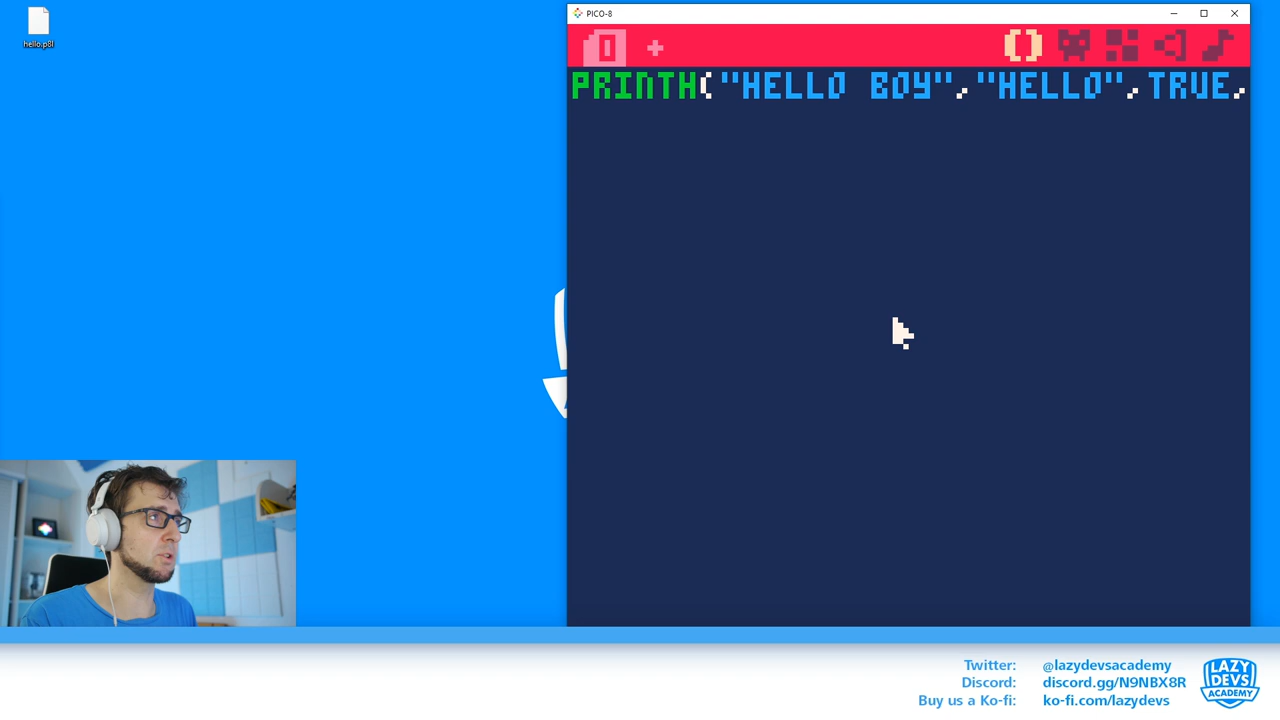 hello.p8l
PICO-8
0 +
PRINTH("HELLO BOY","HELLO",TRUE,
Twitter: @lazydevsacademy
Discord: discord.gg/N9NBX8R
Buy us a Ko-fi: ko-fi.com/lazydevs
LAZY
DEVS
ACADEMY